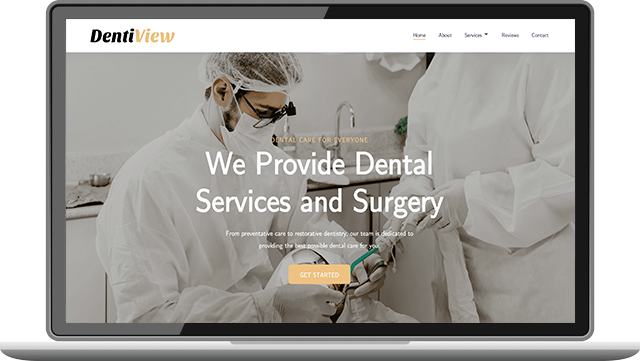 DentiView
Home About Services Reviews Contact
DENTAL CARE FOR EVERYONE
We Provide Dental
Services and Surgery
From preventative care to restorative dentistry, our team is dedicated to
providing the best possible dental care for you.
GET STARTED